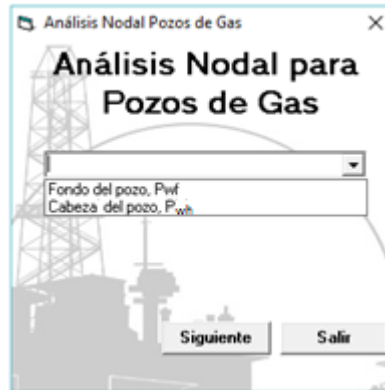 Análisis Nodal Pozos de Gas
Análisis Nodal para
Pozos de Gas
Fondo del pozo, Pwf
Cabeza del pozo, Pwh
Siguiente
Salir